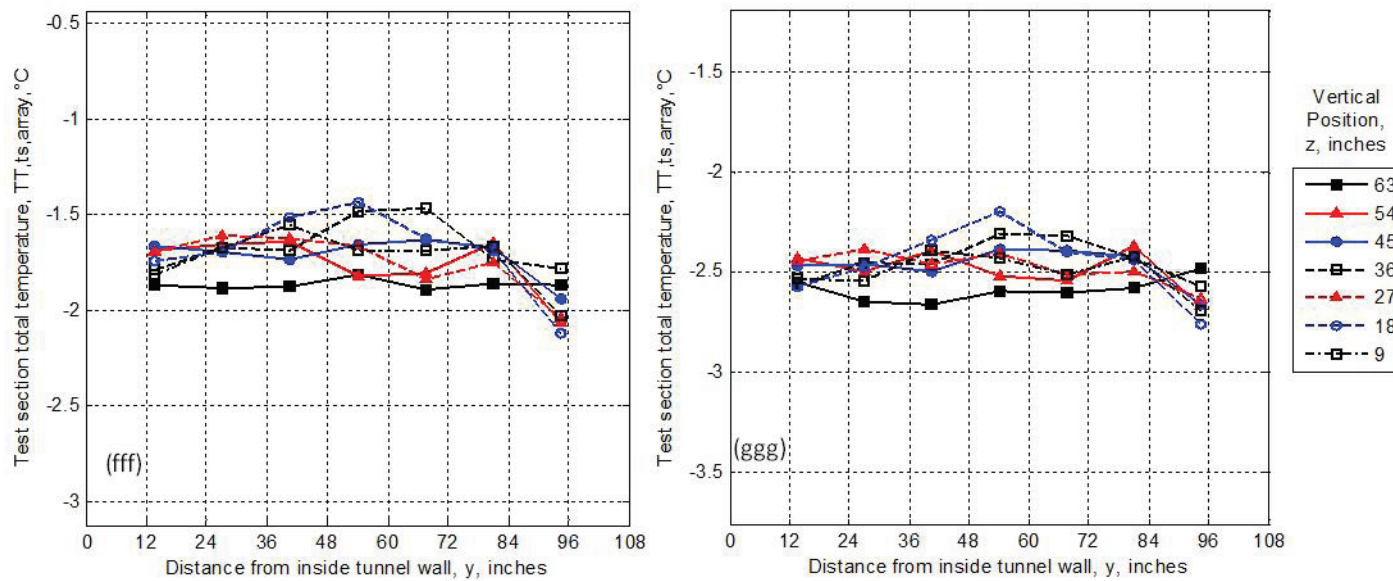 Test section total temperature, TT,ts,array, °C
-0.5
-1
-1.5
-2
-2.5
-3
(fff)
0 12 24 36 48 60 72 84 96 108
Distance from inside tunnel wall, y, inches
Test section total temperature, TT,ts,array, °C
-1.5
-2
-2.5
-3
-3.5
(ggg)
0 12 24 36 48 60 72 84 96 108
Distance from inside tunnel wall, y, inches
Vertical
Position,
z, inches
63
54
45
36
27
18
9